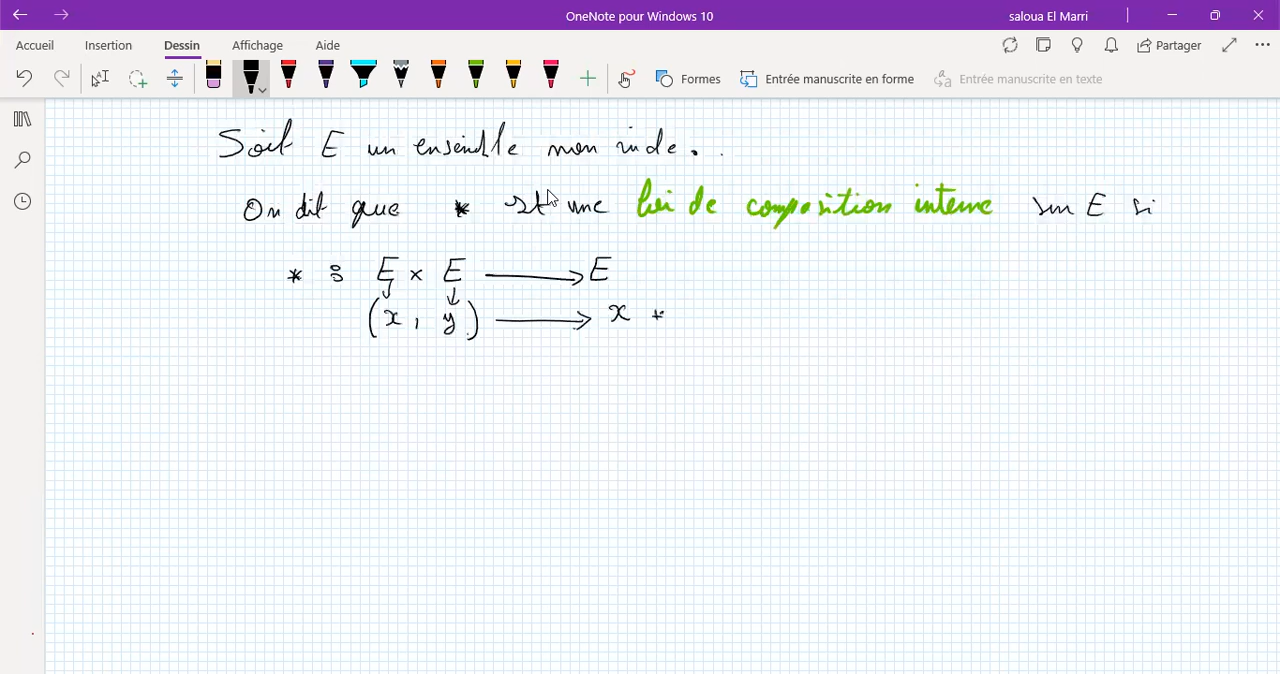 OneNote pour Windows 10
saloua El Marri
Accueil Insertion Dessin Affichage Aide
Partager
Formes Entrée manuscrite en forme Entrée manuscrite en texte
Soit E un ensemble non vide.
On dit que * est une loi de composition interne sur E si
* : E × E → E
(x, y) → x *